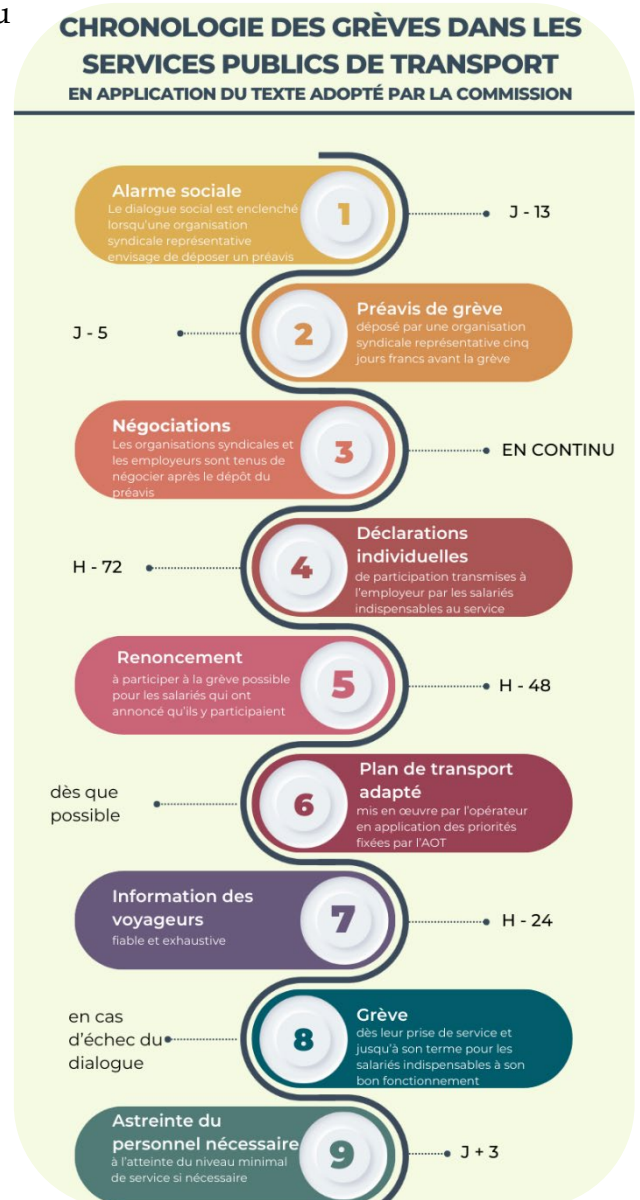 u
CHRONOLOGIE DES GRÈVES DANS LES
SERVICES PUBLICS DE TRANSPORT
EN APPLICATION DU TEXTE ADOPTÉ PAR LA COMMISSION
Alarme sociale
Le dialogue social est enclenché
lorsqu'une organisation
syndicale représentative
envisage de déposer un préavis
1
J - 13
J - 5
2
Préavis de grève
déposé par une organisation
syndicale représentative cinq
jours francs avant la grève
Négociations
Les organisations syndicales et
les employeurs sont tenus de
négocier après le dépôt du
préavis
3
EN CONTINU
H - 72
4
Déclarations
individuelles
de participation transmises à
l'employeur par les salariés
indispensables au service
Renoncement
à participer à la grève possible
pour les salariés qui ont
annoncé qu'ils y participaient
5
H - 48
dès que
possible
6
Plan de transport
adapté
mis en œuvre par l'opérateur
en application des priorités
fixées par l'AOT
Information des
voyageurs
fiable et exhaustive
7
H - 24
en cas
d'échec du
dialogue
8
Grève
dès leur prise de service et
jusqu'à son terme pour les
salariés indispensables à son
bon fonctionnement
Astreinte du
personnel nécessaire
à l'atteinte du niveau minimal
de service si nécessaire
9
J + 3